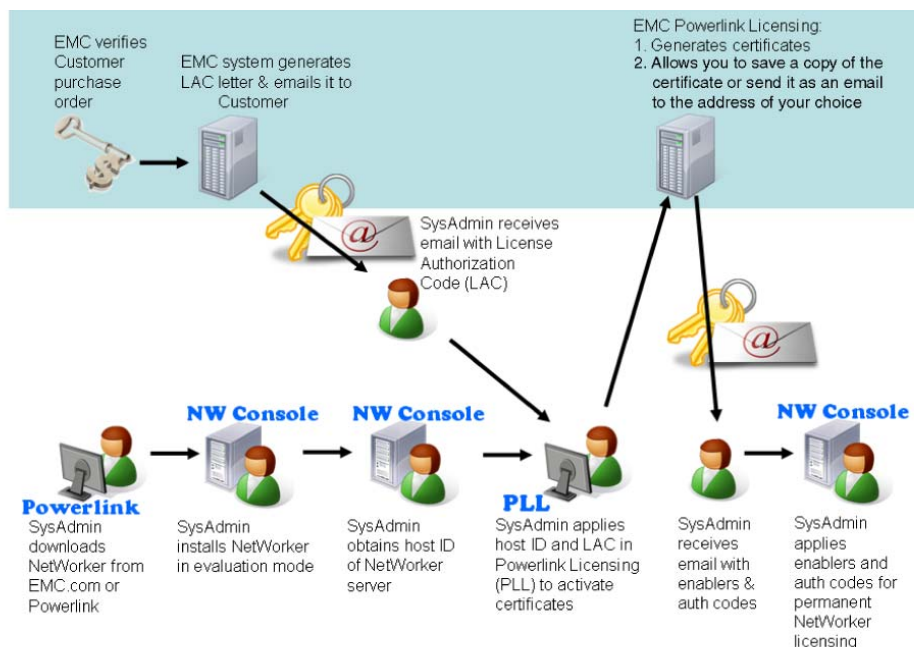 EMC verifies
Customer
purchase
order
EMC system generates
LAC letter & emails it to
Customer
EMC Powerlink Licensing:
1. Generates certificates
2. Allows you to save a copy of the
certificate or send it as an email
to the address of your choice
$
@
SysAdmin receives
email with License
Authorization
Code (LAC)
@
Powerlink
SysAdmin
downloads
NetWorker from
EMC.com or
Powerlink
NW Console
SysAdmin
installs NetWorker
in evaluation mode
NW Console
SysAdmin
obtains host ID
of NetWorker
server
PLL
SysAdmin applies
host ID and LAC in
Powerlink Licensing
(PLL) to activate
certificates
SysAdmin
receives
email with
enablers &
auth codes
NW Console
SysAdmin
applies
enablers and
auth codes for
permanent
NetWorker
licensing